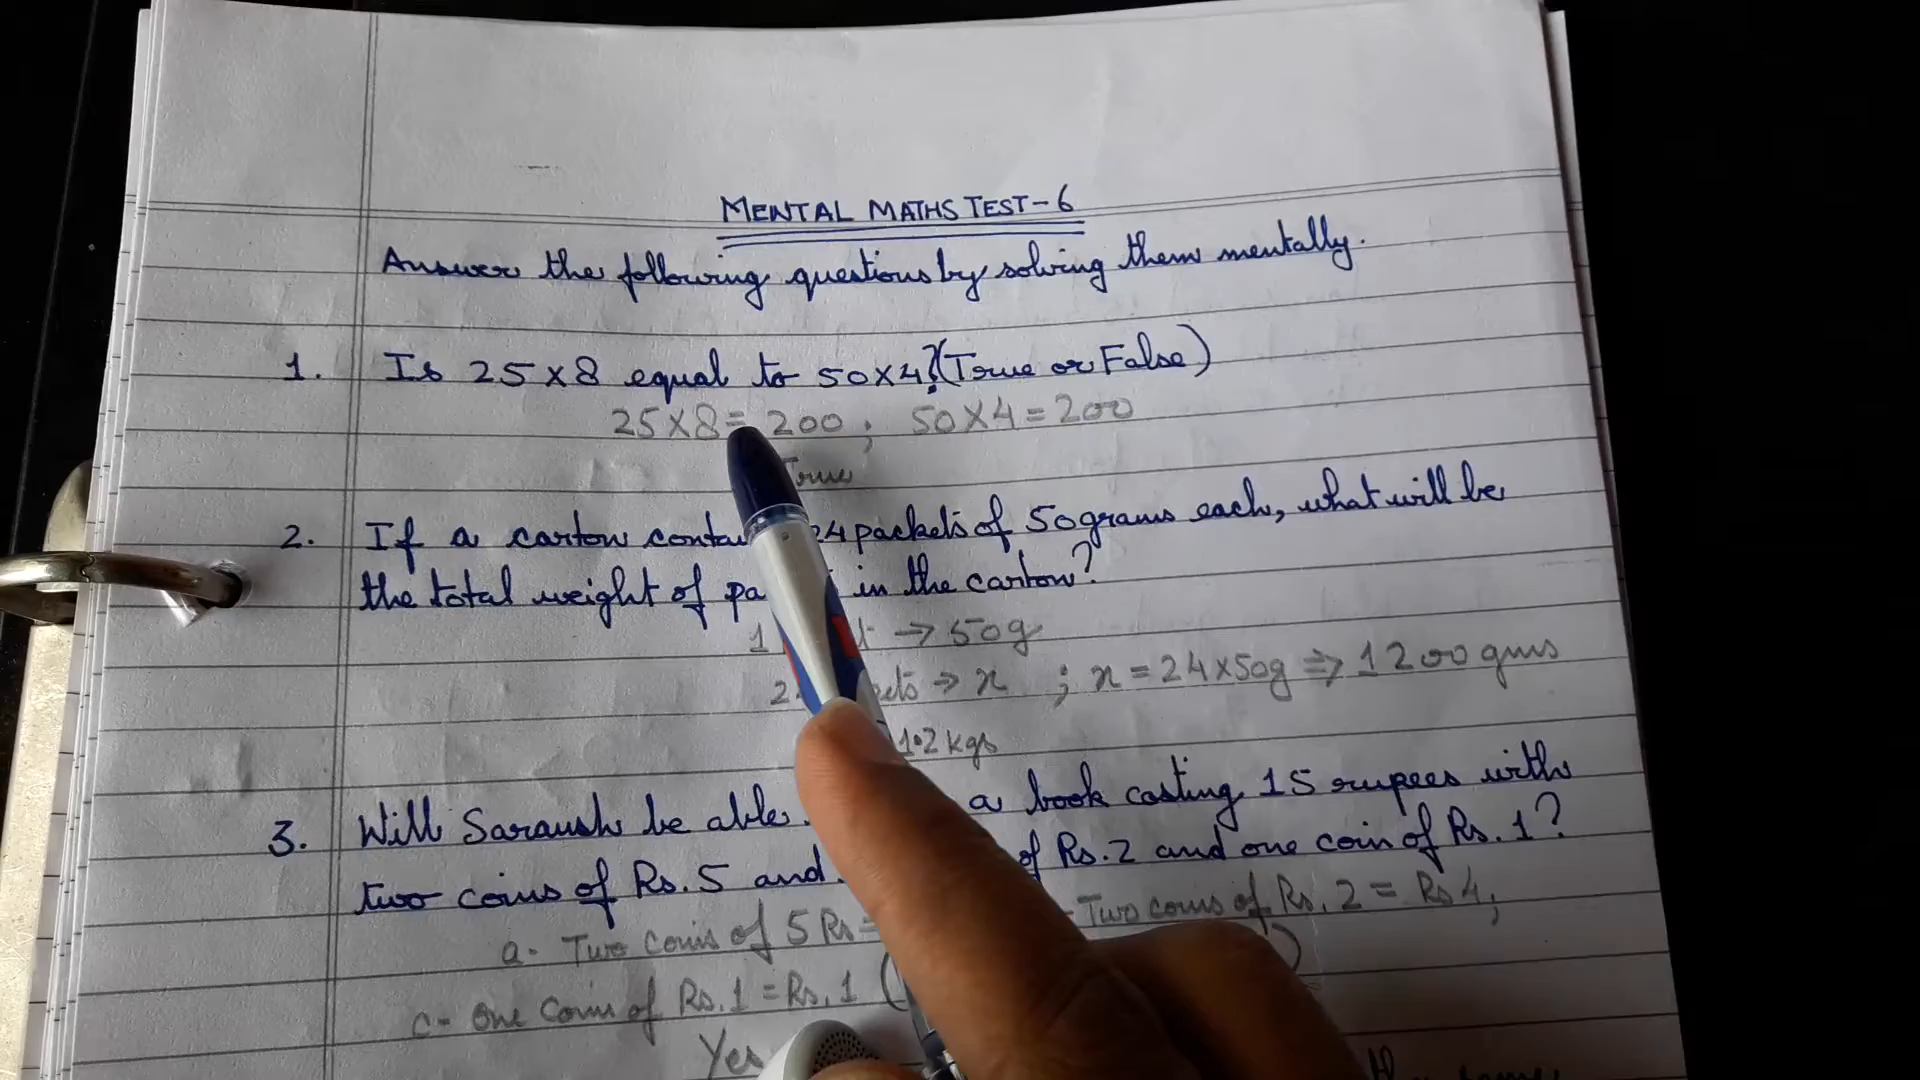 MENTAL MATHS TEST-6
Answer the following questions by solving them mentally.
1. Is 25×8 equal to 50×4?(True or False)
25×8= 200 ; 50×4=200
True
2. If a carton 24 packets of 50grams each, what will be
the total weight of in the carton?
1 → 50g
→ x ; x = 24×50g ⇒ 1200 gms
1.2 kgs
3. Will Saraush be able a book costing 15 rupees with
two coins of Rs. 5 and of Rs. 2 and one coin of Rs. 1?
a- Two coins of 5 Rs = Two coins of Rs. 2 = Rs 4;
c- One Coin of Rs. 1 = Rs. 1 ( )
Yes